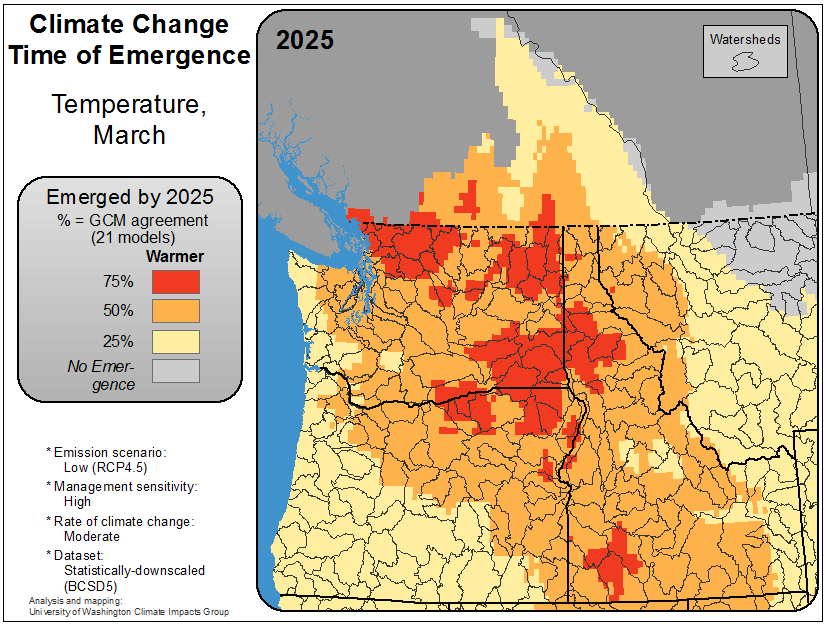 Climate Change
Time of Emergence
Temperature,
March
Emerged by 2025
% = GCM agreement
(21 models)
Warmer
75%
50%
25%
No Emer-
gence
* Emission scenario:
Low (RCP4.5)
* Management sensitivity:
High
* Rate of climate change:
Moderate
* Dataset:
Statistically-downscaled
(BCSD5)
Analysis and mapping:
University of Washington Climate Impacts Group
2025
Watersheds